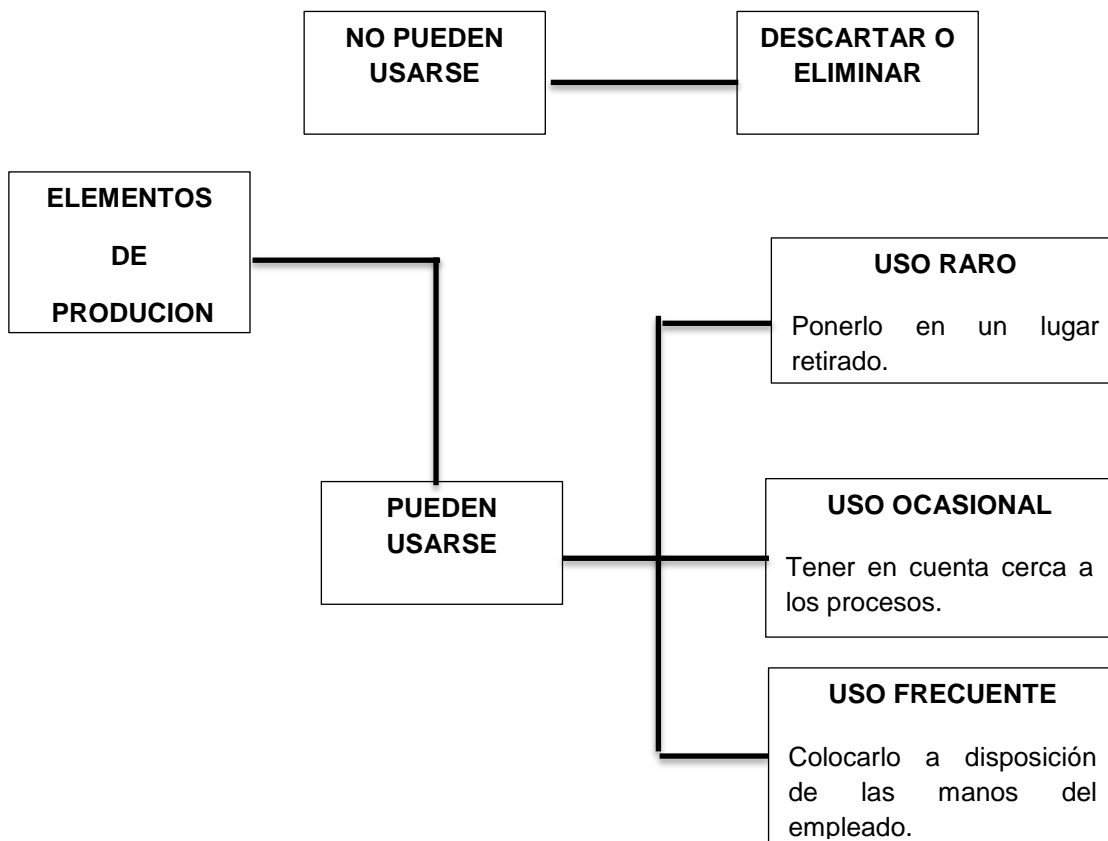 NO PUEDEN
USARSE
DESCARTAR O
ELIMINAR
ELEMENTOS
DE
PRODUCION
USO RARO
Ponerlo en un lugar
retirado.
PUEDEN
USARSE
USO OCASIONAL
Tener en cuenta cerca a
los procesos.
USO FRECUENTE
Colocarlo a disposición
de las manos del
empleado.